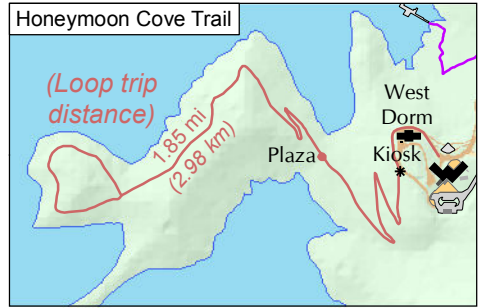 Honeymoon Cove Trail
(Loop trip
distance)
1.85 mi
(2.98 km)
West
Dorm
Plaza
Kiosk